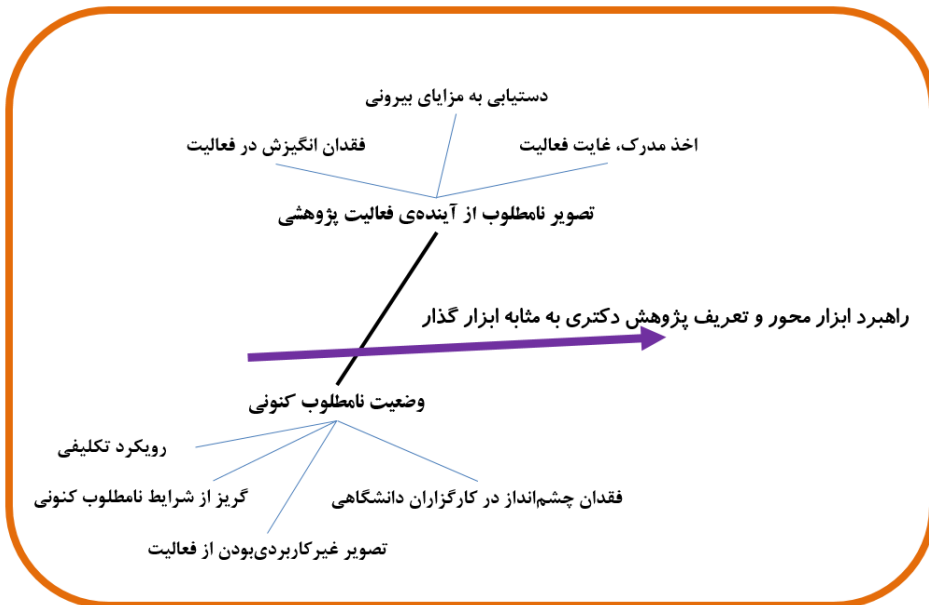 دستیابی به مزایای بیرونی
اخذ مدرک، غایت فعالیت
فقدان انگیزش در فعالیت
تصویر نامطلوب از آینده‌ی فعالیت پژوهشی
راهبرد ابزار محور و تعریف پژوهش دکتری به مثابه ابزار گذار
وضعیت نامطلوب کنونی
رویکرد تکلیفی
فقدان چشم‌انداز در کارگزاران دانشگاهی
گریز از شرایط نامطلوب کنونی
تصویر غیرکاربردی‌بودن از فعالیت